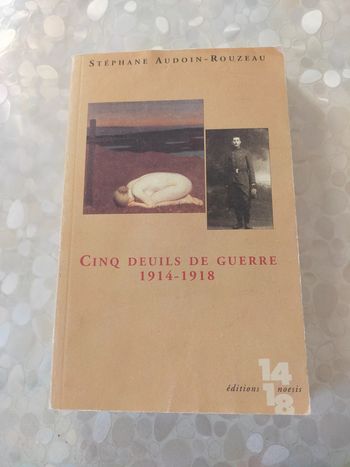 Stéphane Audoin-Rouzeau
Cinq deuils de guerre
1914-1918
14
éditions noesis
18